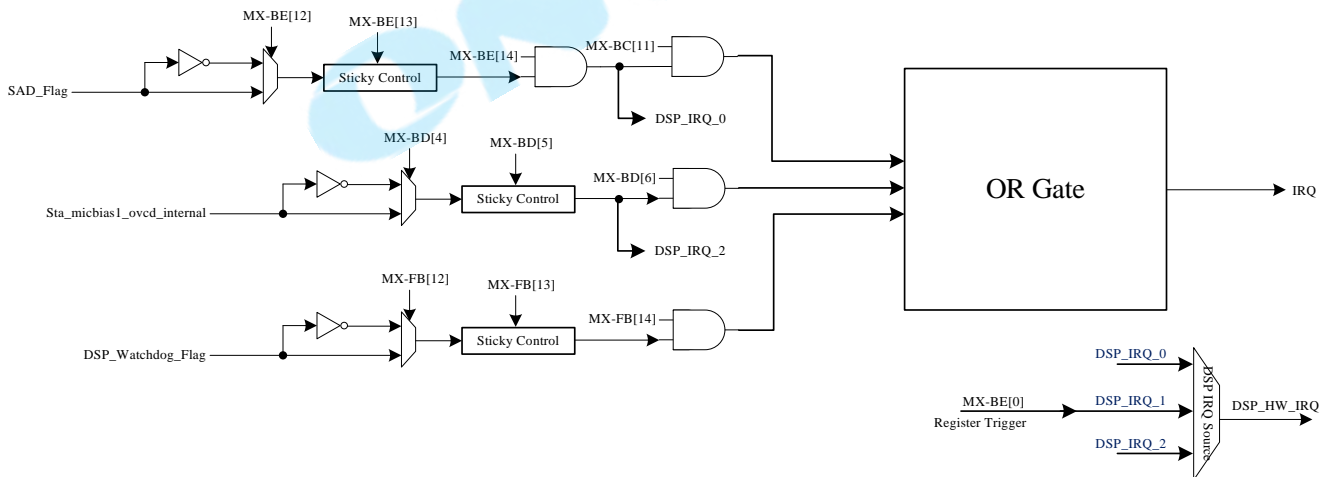 MX-BE[12]
MX-BE[13]
MX-BE[14]
MX-BC[11]
Sticky Control
SAD_Flag
DSP_IRQ_0
MX-BD[4]
MX-BD[5]
MX-BD[6]
Sticky Control
Sta_micbias1_ovcd_internal
DSP_IRQ_2
OR Gate
IRQ
MX-FB[12]
MX-FB[13]
MX-FB[14]
Sticky Control
DSP_Watchdog_Flag
DSP_IRQ_0
MX-BE[0]
DSP_IRQ_1
Register Trigger
DSP_IRQ_2
DSP IRQ Source
DSP_HW_IRQ